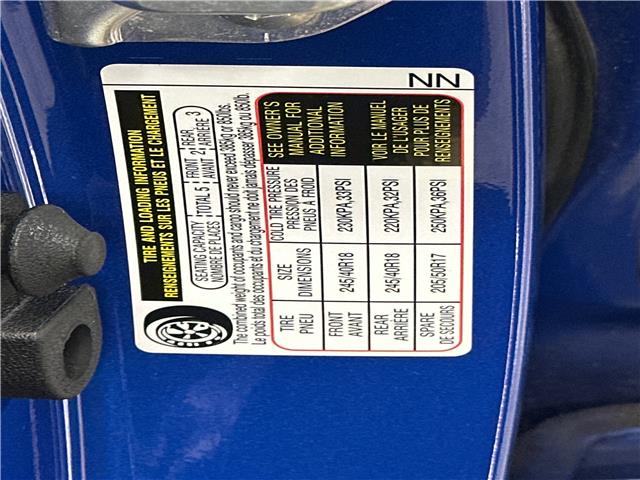 NN
TIRE AND LOADING INFORMATION
RENSEIGNEMENTS SUR LES PNEUS ET LE CHARGEMENT
SEATING CAPACITY TOTAL 5 FRONT 2 REAR 3
NOMBRE DE PLACES AVANT ARRIÈRE
The combined weight of occupants and cargo should never exceed 385kg or 850lbs.
Le poids total des occupants et du chargement ne doit jamais dépasser 385kg ou 850lb.
TIRE SIZE COLD TIRE PRESSURE SEE OWNER'S
PNEU DIMENSIONS PRESSION DES MANUAL FOR
PNEUS A FROID ADDITIONAL
FRONT 245/40R18 230KPA,33PSI INFORMATION
AVANT
REAR 245/40R18 220KPA,32PSI VOIR LE MANUEL
ARRIÈRE DE L'USAGER
SPARE 205/50R17 250KPA,36PSI POUR PLUS DE
DE SECOURS RENSEIGNEMENTS